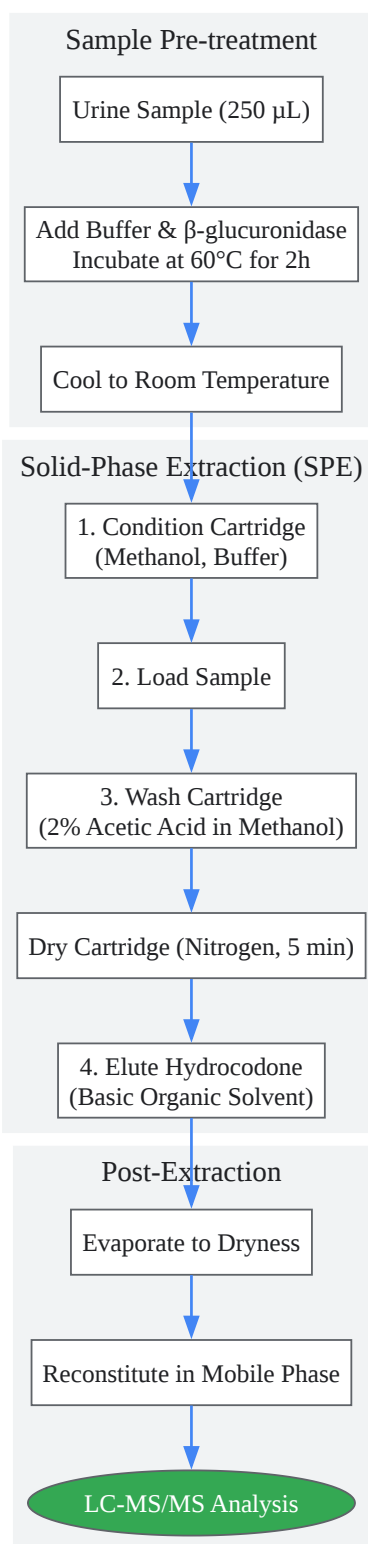 Sample Pre-treatment
Urine Sample (250 µL)
Add Buffer & β-glucuronidase
Incubate at 60°C for 2h
Cool to Room Temperature
Solid-Phase Extraction (SPE)
1. Condition Cartridge
(Methanol, Buffer)
2. Load Sample
3. Wash Cartridge
(2% Acetic Acid in Methanol)
Dry Cartridge (Nitrogen, 5 min)
4. Elute Hydrocodone
(Basic Organic Solvent)
Post-Extraction
Evaporate to Dryness
Reconstitute in Mobile Phase
LC-MS/MS Analysis